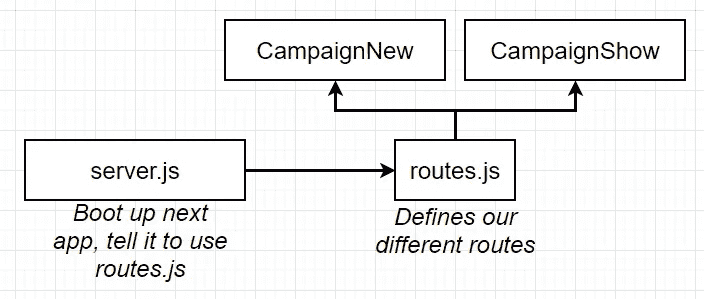 CampaignNew
CampaignShow
server.js
routes.js
Boot up next
app, tell it to use
routes.js
Defines our
different routes